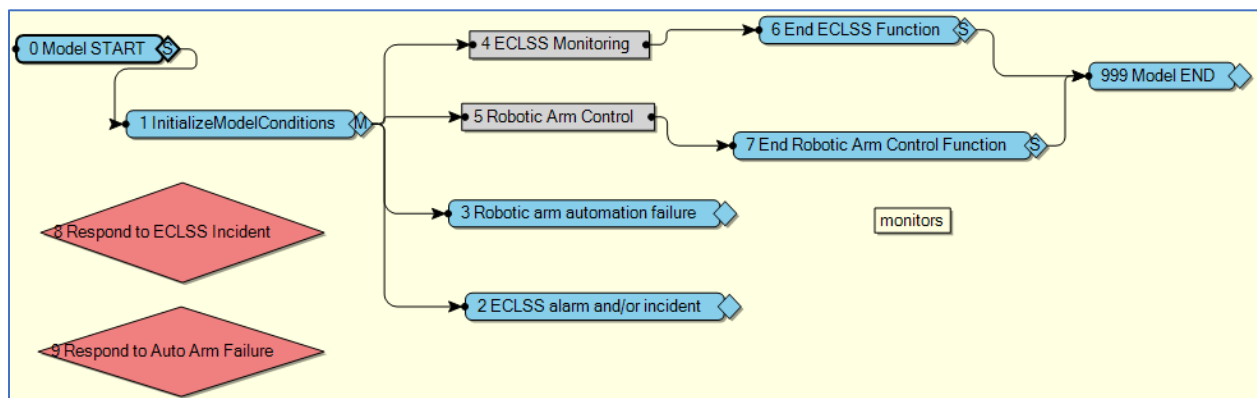 0 Model START S
4 ECLSS Monitoring
6 End ECLSS Function S
999 Model END
1 InitializeModelConditions M
5 Robotic Arm Control
7 End Robotic Arm Control Function S
3 Robotic arm automation failure
monitors
8 Respond to ECLSS Incident
2 ECLSS alarm and/or incident
9 Respond to Auto Arm Failure